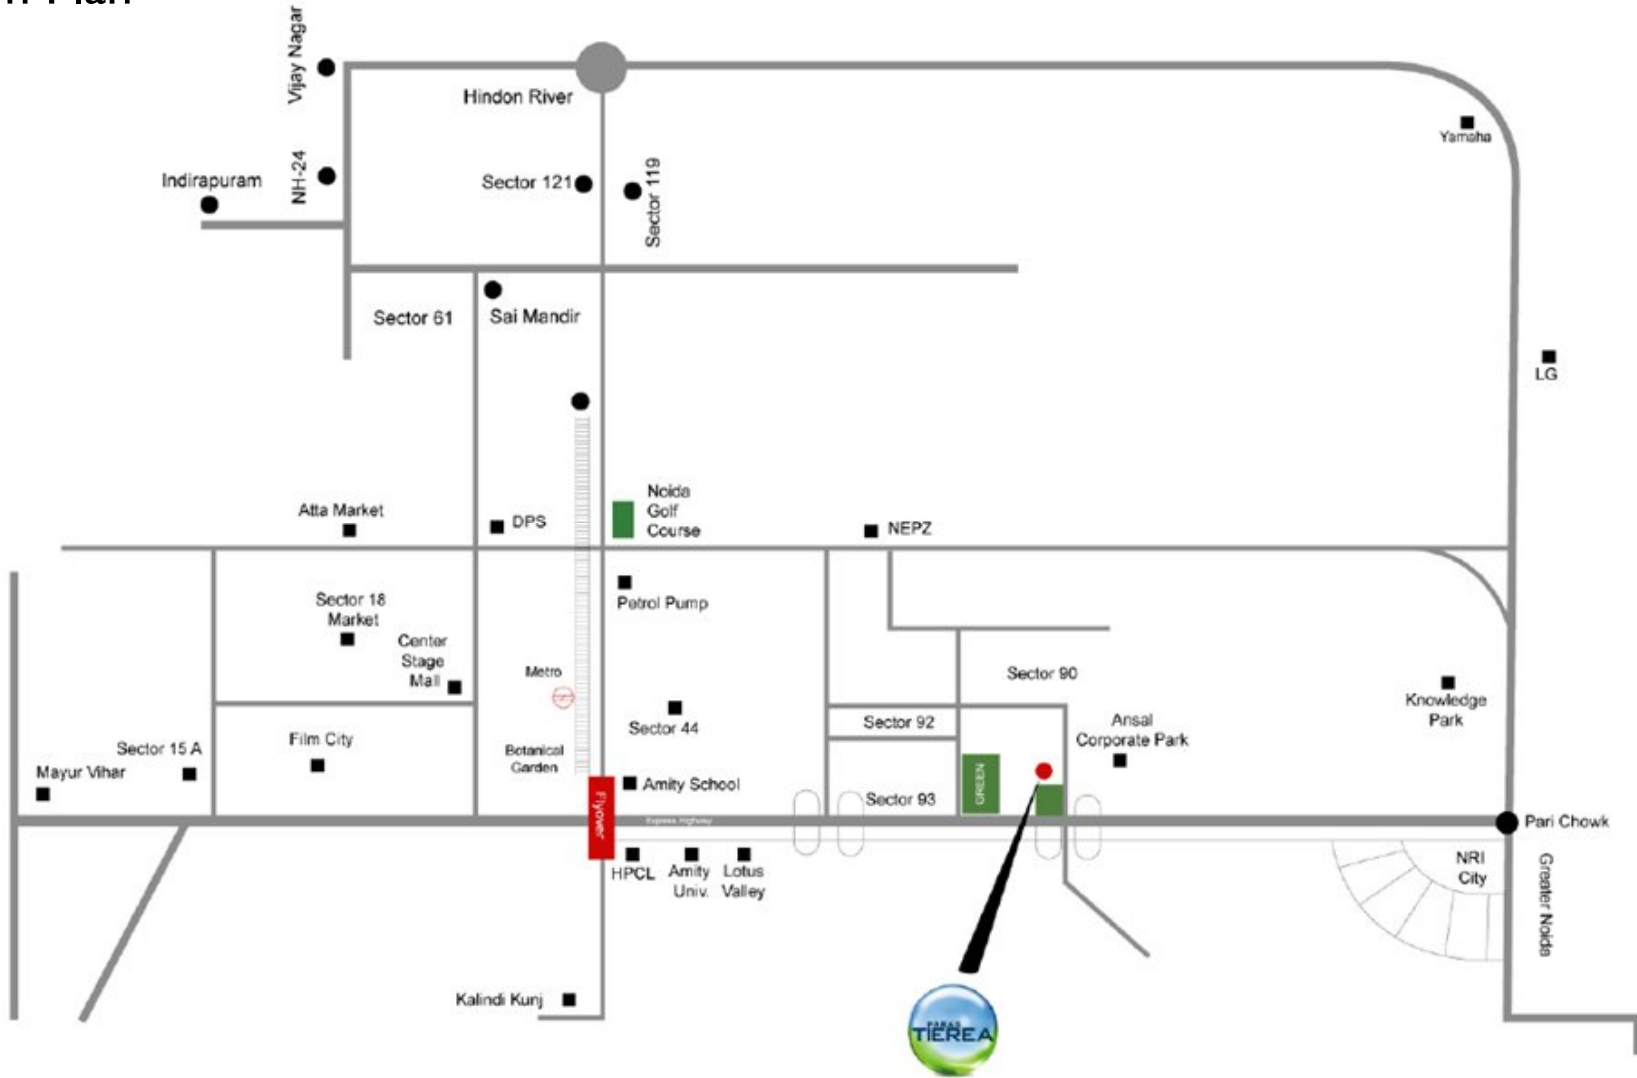 Vijay Nagar
Hindon River
Yamaha
NH-24
Indirapuram
Sector 121
Sector 119
Sector 61
Sai Mandir
LG
Noida
Golf
Course
Atta Market
DPS
NEPZ
Petrol Pump
Sector 18
Market
Center
Stage
Mall
Metro
Sector 90
Sector 44
Sector 92
Knowledge
Park
Ansal
Corporate Park
Sector 15 A
Film City
Botanical
Garden
Mayur Vihar
Amity School
Sector 93
GREEN
Flyover
Express Highway
Pari Chowk
HPCL
Amity
Univ.
Lotus
Valley
NRI
City
Greater Noida
Kalindi Kunj
PARAS
TIEREA